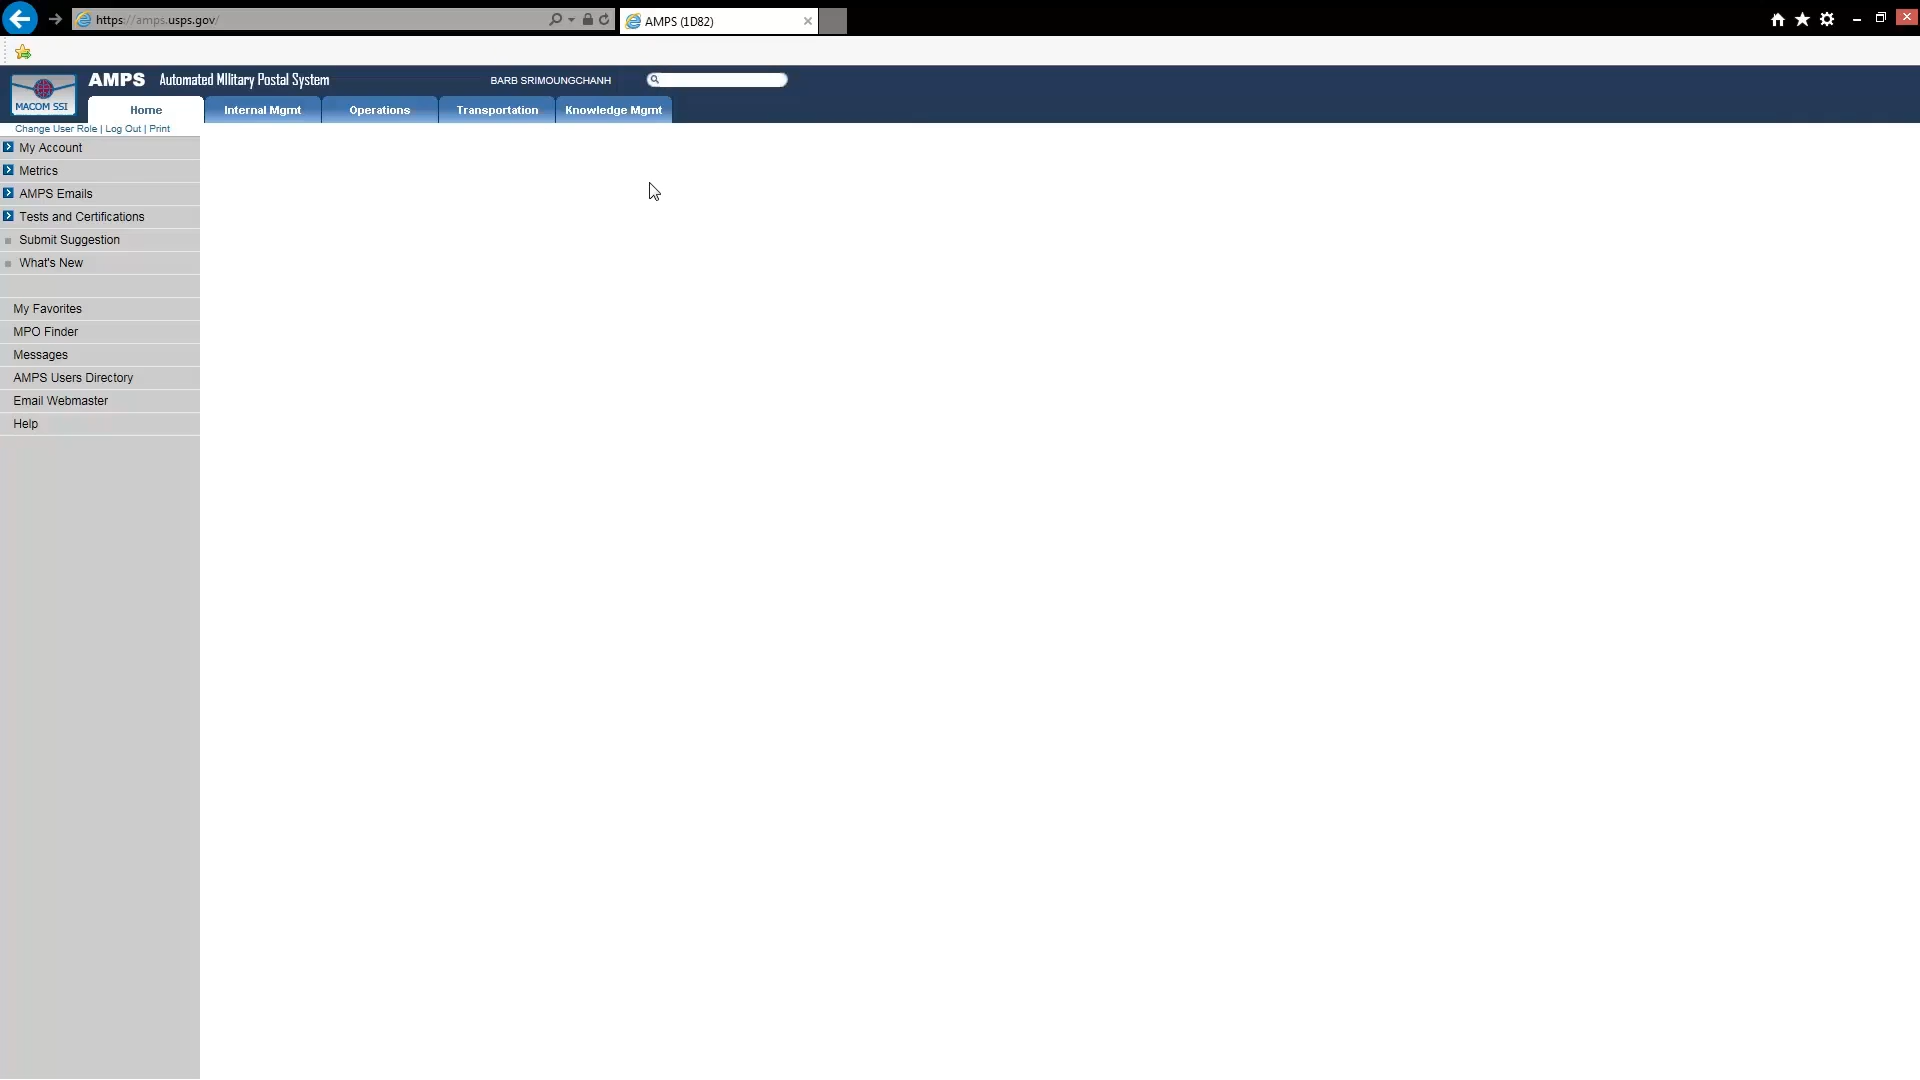 https://amps.usps.gov/
AMPS (1D82)
AMPS Automated MIlitary Postal System
BARB SRIMOUNGCHANH
MACOM SSI
Home
Internal Mgmt
Operations
Transportation
Knowledge Mgmt
Change User Role | Log Out | Print
My Account
Metrics
AMPS Emails
Tests and Certifications
Submit Suggestion
What's New
My Favorites
MPO Finder
Messages
AMPS Users Directory
Email Webmaster
Help